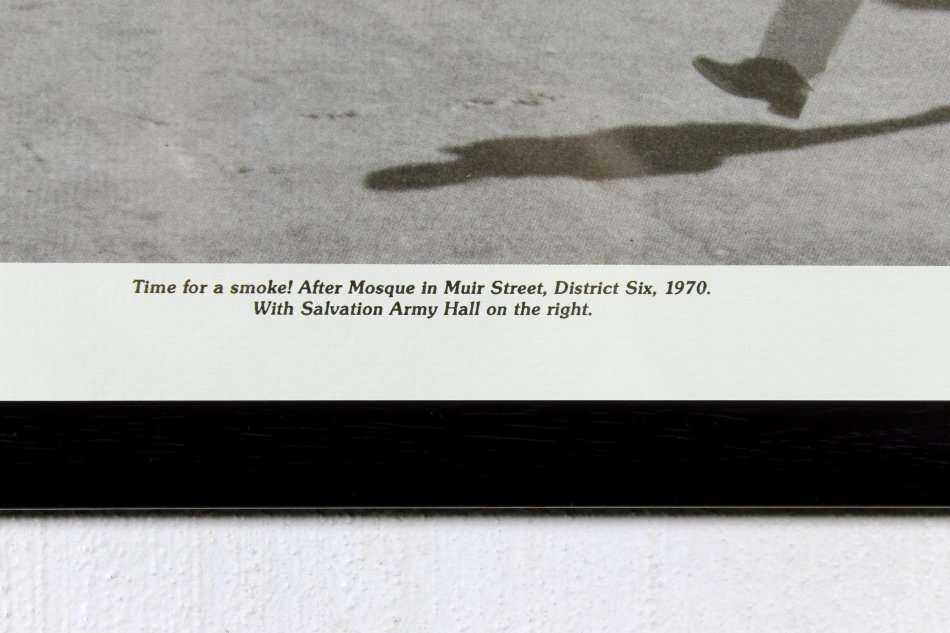 Time for a smoke! After Mosque in Muir Street, District Six, 1970.
With Salvation Army Hall on the right.